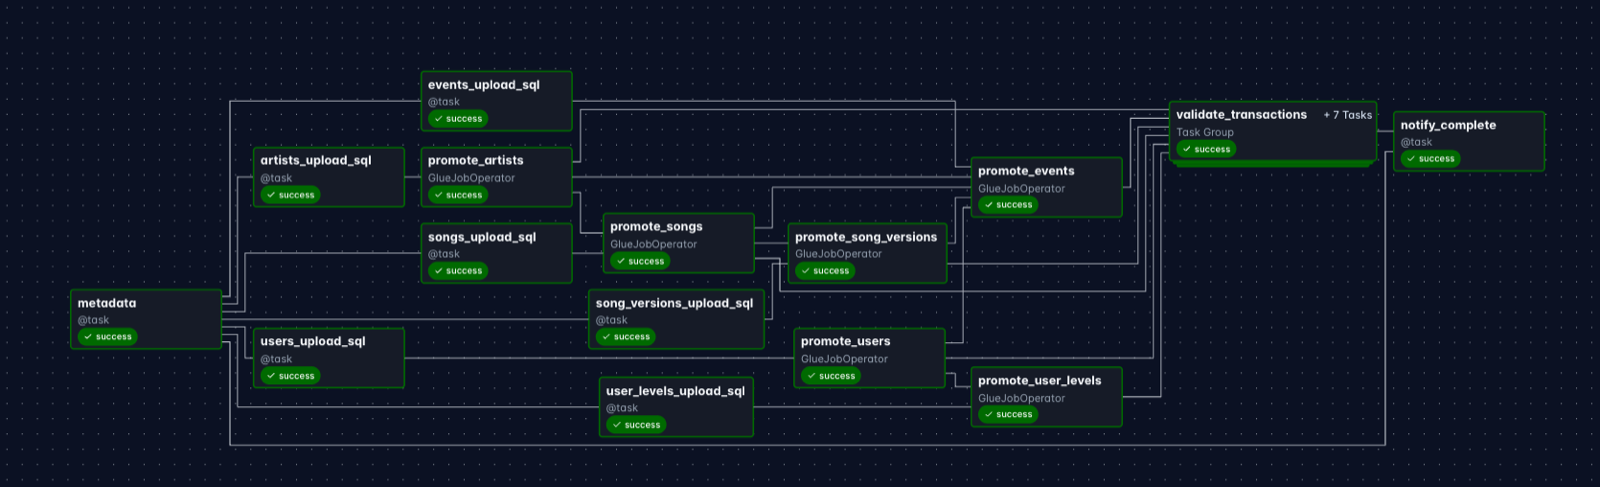 events_upload_sql
@task
success
artists_upload_sql
@task
success
promote_artists
GlueJobOperator
success
songs_upload_sql
@task
success
promote_songs
GlueJobOperator
success
promote_song_versions
GlueJobOperator
success
promote_events
GlueJobOperator
success
validate_transactions + 7 Tasks
Task Group
success
notify_complete
@task
success
metadata
@task
success
song_versions_upload_sql
@task
success
users_upload_sql
@task
success
promote_users
GlueJobOperator
success
user_levels_upload_sql
@task
success
promote_user_levels
GlueJobOperator
success